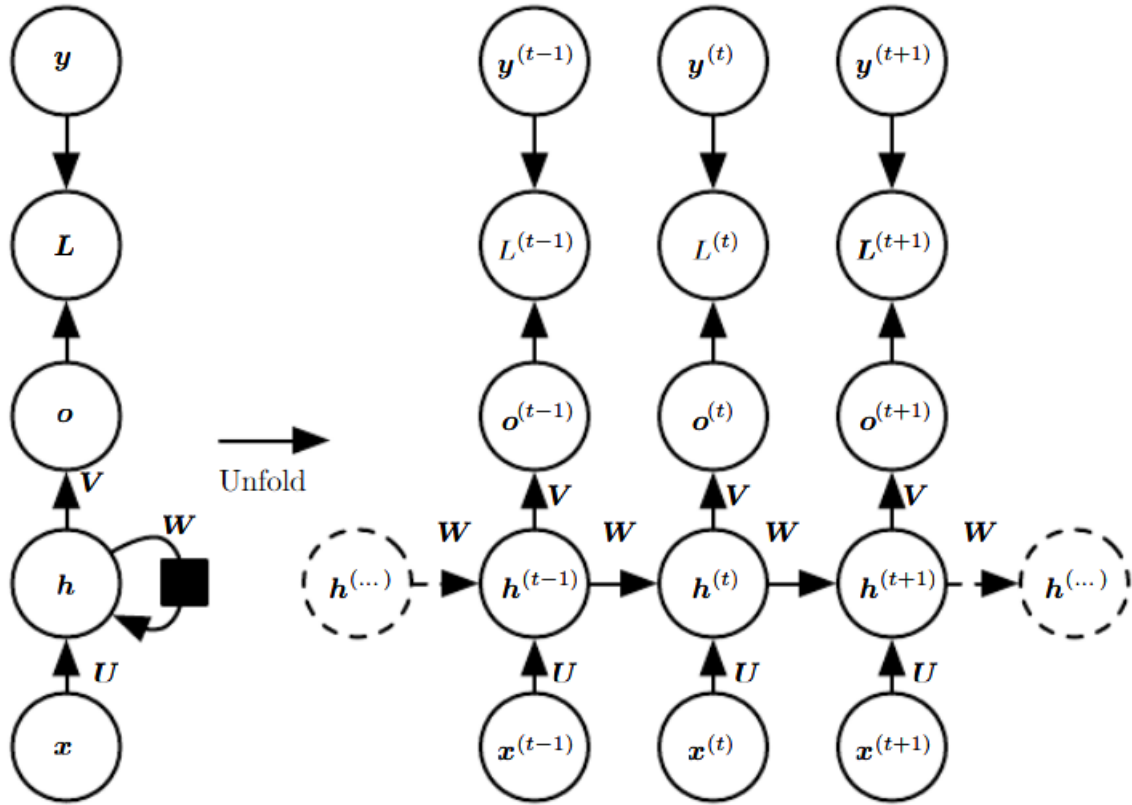 y y^(t−1) y^(t) y^(t+1)
L L^(t−1) L^(t) L^(t+1)
o o^(t−1) o^(t) o^(t+1)
Unfold
V V V V
W W W W W
h h^(...) h^(t−1) h^(t) h^(t+1) h^(...)
U U U U
x x^(t−1) x^(t) x^(t+1)